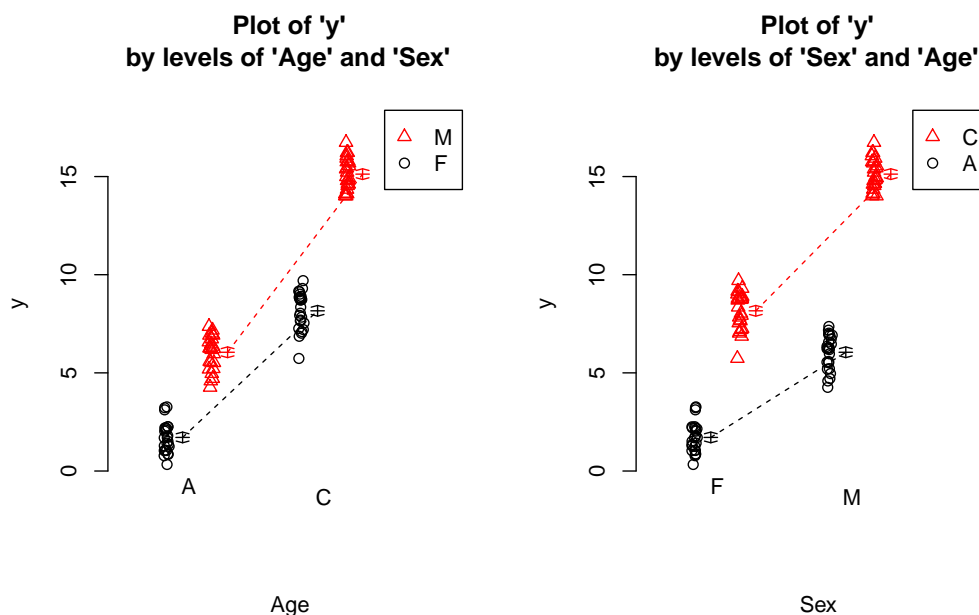 Plot of 'y'
by levels of 'Age' and 'Sex'
M
F
15
10
5
0
y
A
C
Age
Plot of 'y'
by levels of 'Sex' and 'Age'
C
A
15
10
5
0
y
F
M
Sex